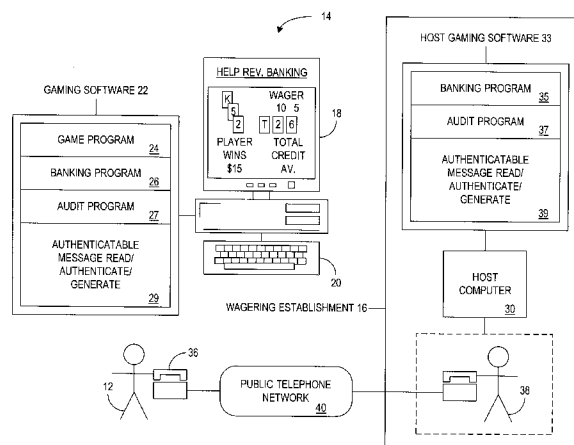 14
HOST GAMING SOFTWARE 33
HELP REV. BANKING
GAMING SOFTWARE 22
BANKING PROGRAM
35
K
5
2
WAGER
10 5
T 2 6
18
AUDIT PROGRAM
37
GAME PROGRAM
24
PLAYER
WINS
$15
TOTAL
CREDIT
AV.
BANKING PROGRAM
26
AUTHENTICATABLE
MESSAGE READ/
AUTHENTICATE/
GENERATE
39
AUDIT PROGRAM
27
AUTHENTICATABLE
MESSAGE READ/
AUTHENTICATE/
GENERATE
29
20
HOST
COMPUTER
30
WAGERING ESTABLISHMENT 16
36
PUBLIC TELEPHONE
NETWORK
40
12
38